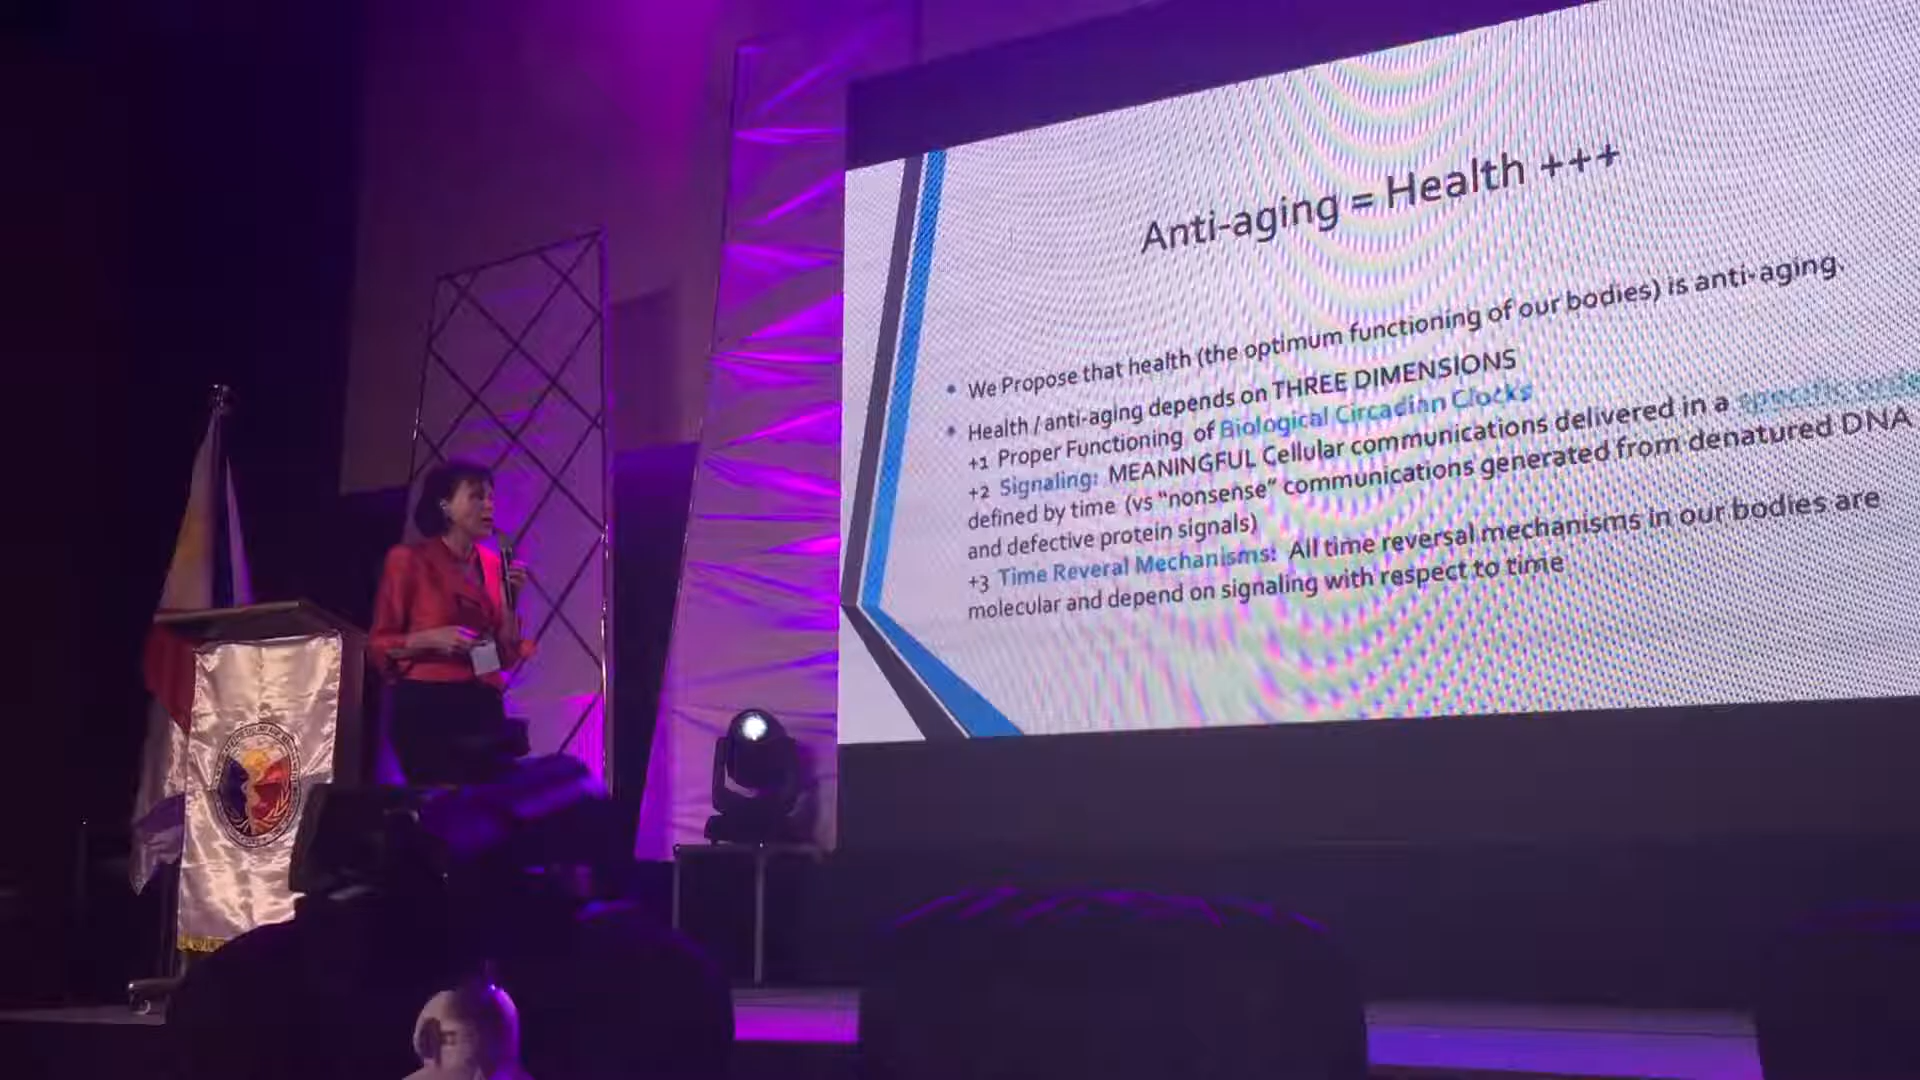 Anti-aging = Health +++
• We Propose that health (the optimum functioning of our bodies) is anti-aging.
• Health / anti-aging depends on THREE DIMENSIONS
+1 Proper Functioning of Biological Circadian Clocks
+2 Signaling: MEANINGFUL Cellular communications delivered in a specific
defined by time (vs "nonsense" communications generated from denatured DNA
and defective protein signals)
+3 Time Reveral Mechanisms: All time reversal mechanisms in our bodies are
molecular and depend on signaling with respect to time